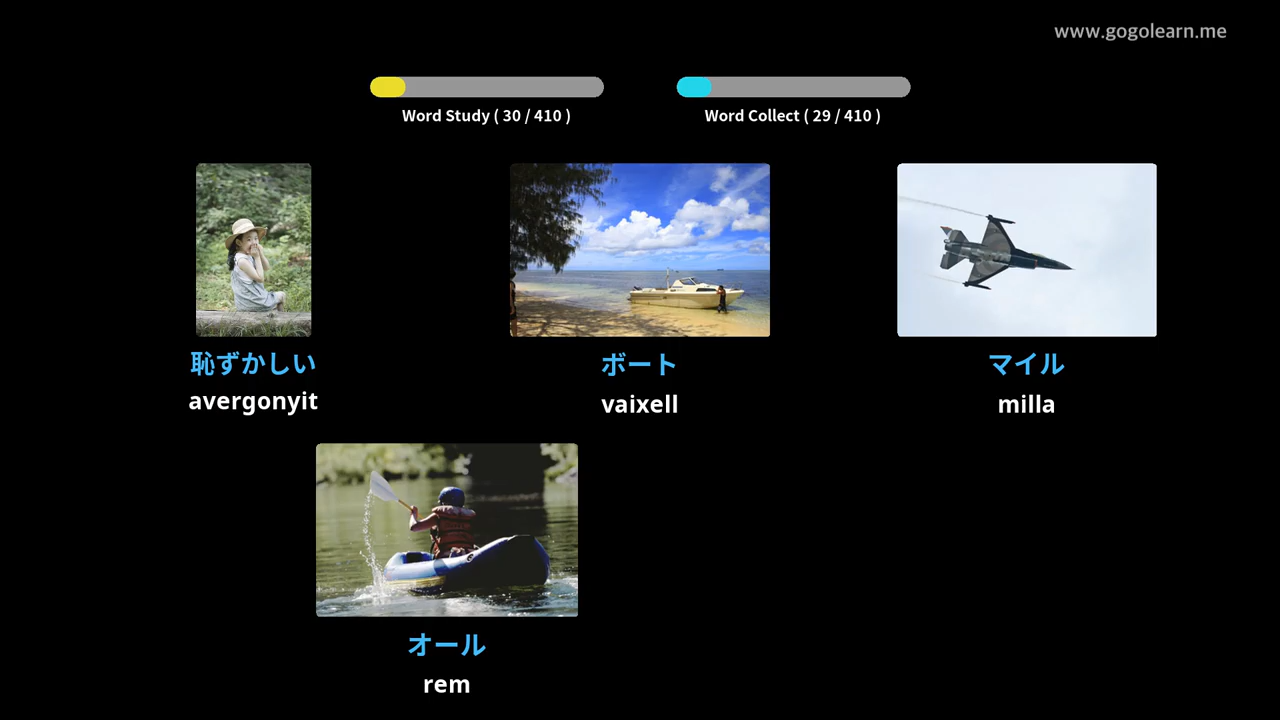 www.gogolearn.me
Word Study ( 30 / 410 )
Word Collect ( 29 / 410 )
恥ずかしい
avergonyit
ボート
vaixell
マイル
milla
オール
rem